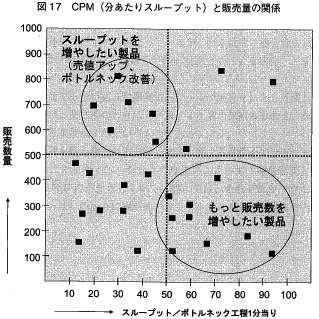 図17 CPM（分あたりスループット）と販売量の関係
1000
900
800
700
600
500
400
300
200
100
販売数量
スループットを
増やしたい製品
（売値アップ、
ボトルネック改善）
もっと販売数を
増やしたい製品
10 20 30 40 50 60 70 80 90 100
スループット／ボトルネック工程1分当り